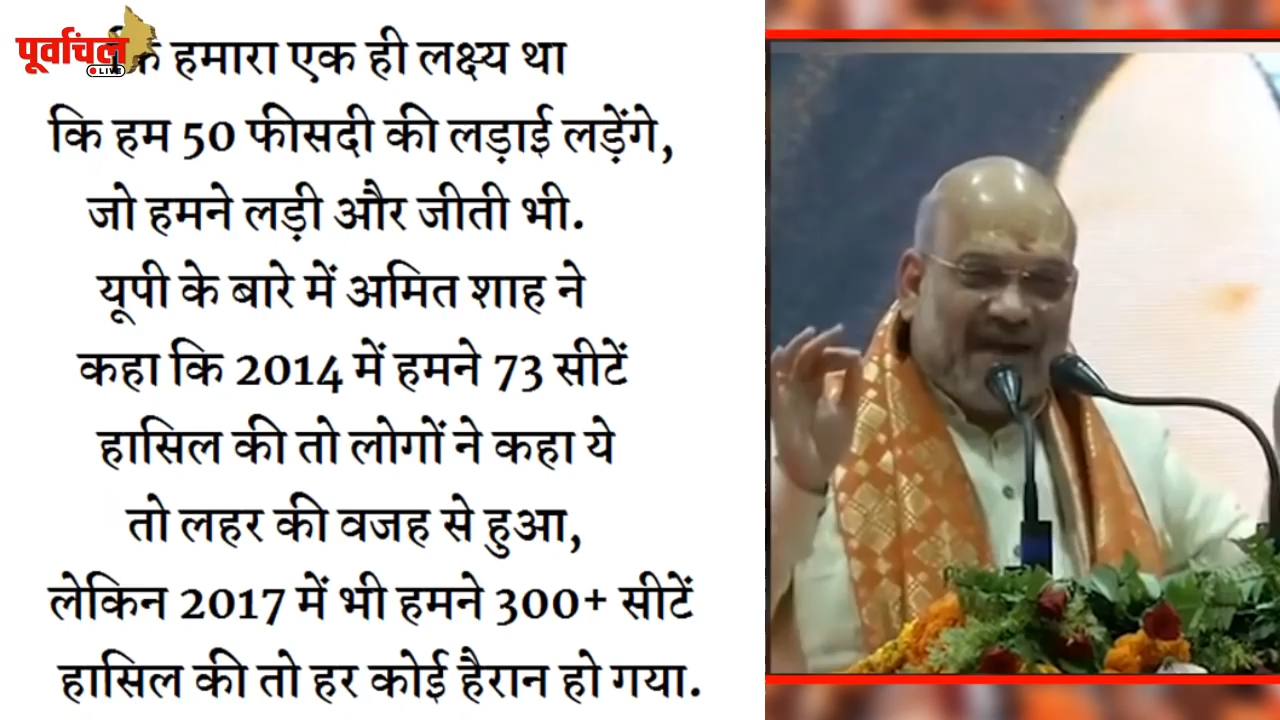 पूर्वांचल
LIVE
हमारा एक ही लक्ष्य था
कि हम 50 फीसदी की लड़ाई लड़ेंगे,
जो हमने लड़ी और जीती भी.
यूपी के बारे में अमित शाह ने
कहा कि 2014 में हमने 73 सीटें
हासिल की तो लोगों ने कहा ये
तो लहर की वजह से हुआ,
लेकिन 2017 में भी हमने 300+ सीटें
हासिल की तो हर कोई हैरान हो गया.